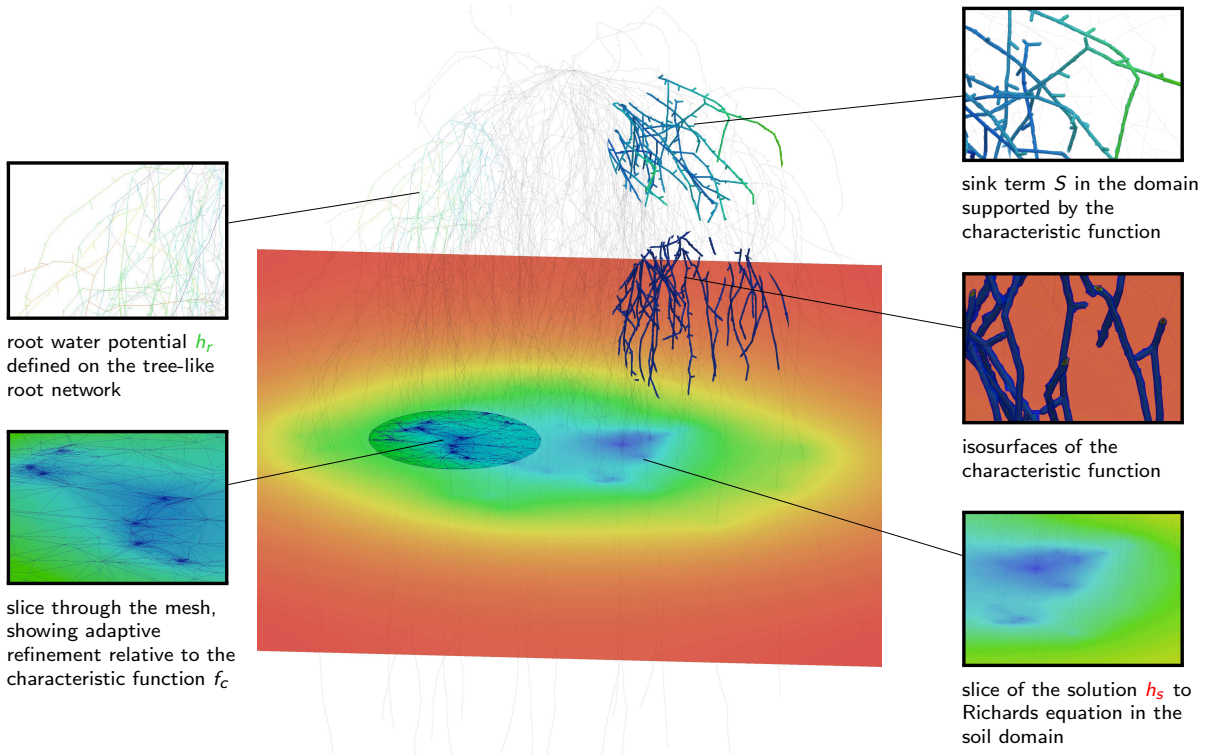 root water potential h_r
defined on the tree-like
root network
slice through the mesh,
showing adaptive
refinement relative to the
characteristic function f_c
sink term S in the domain
supported by the
characteristic function
isosurfaces of the
characteristic function
slice of the solution h_s to
Richards equation in the
soil domain